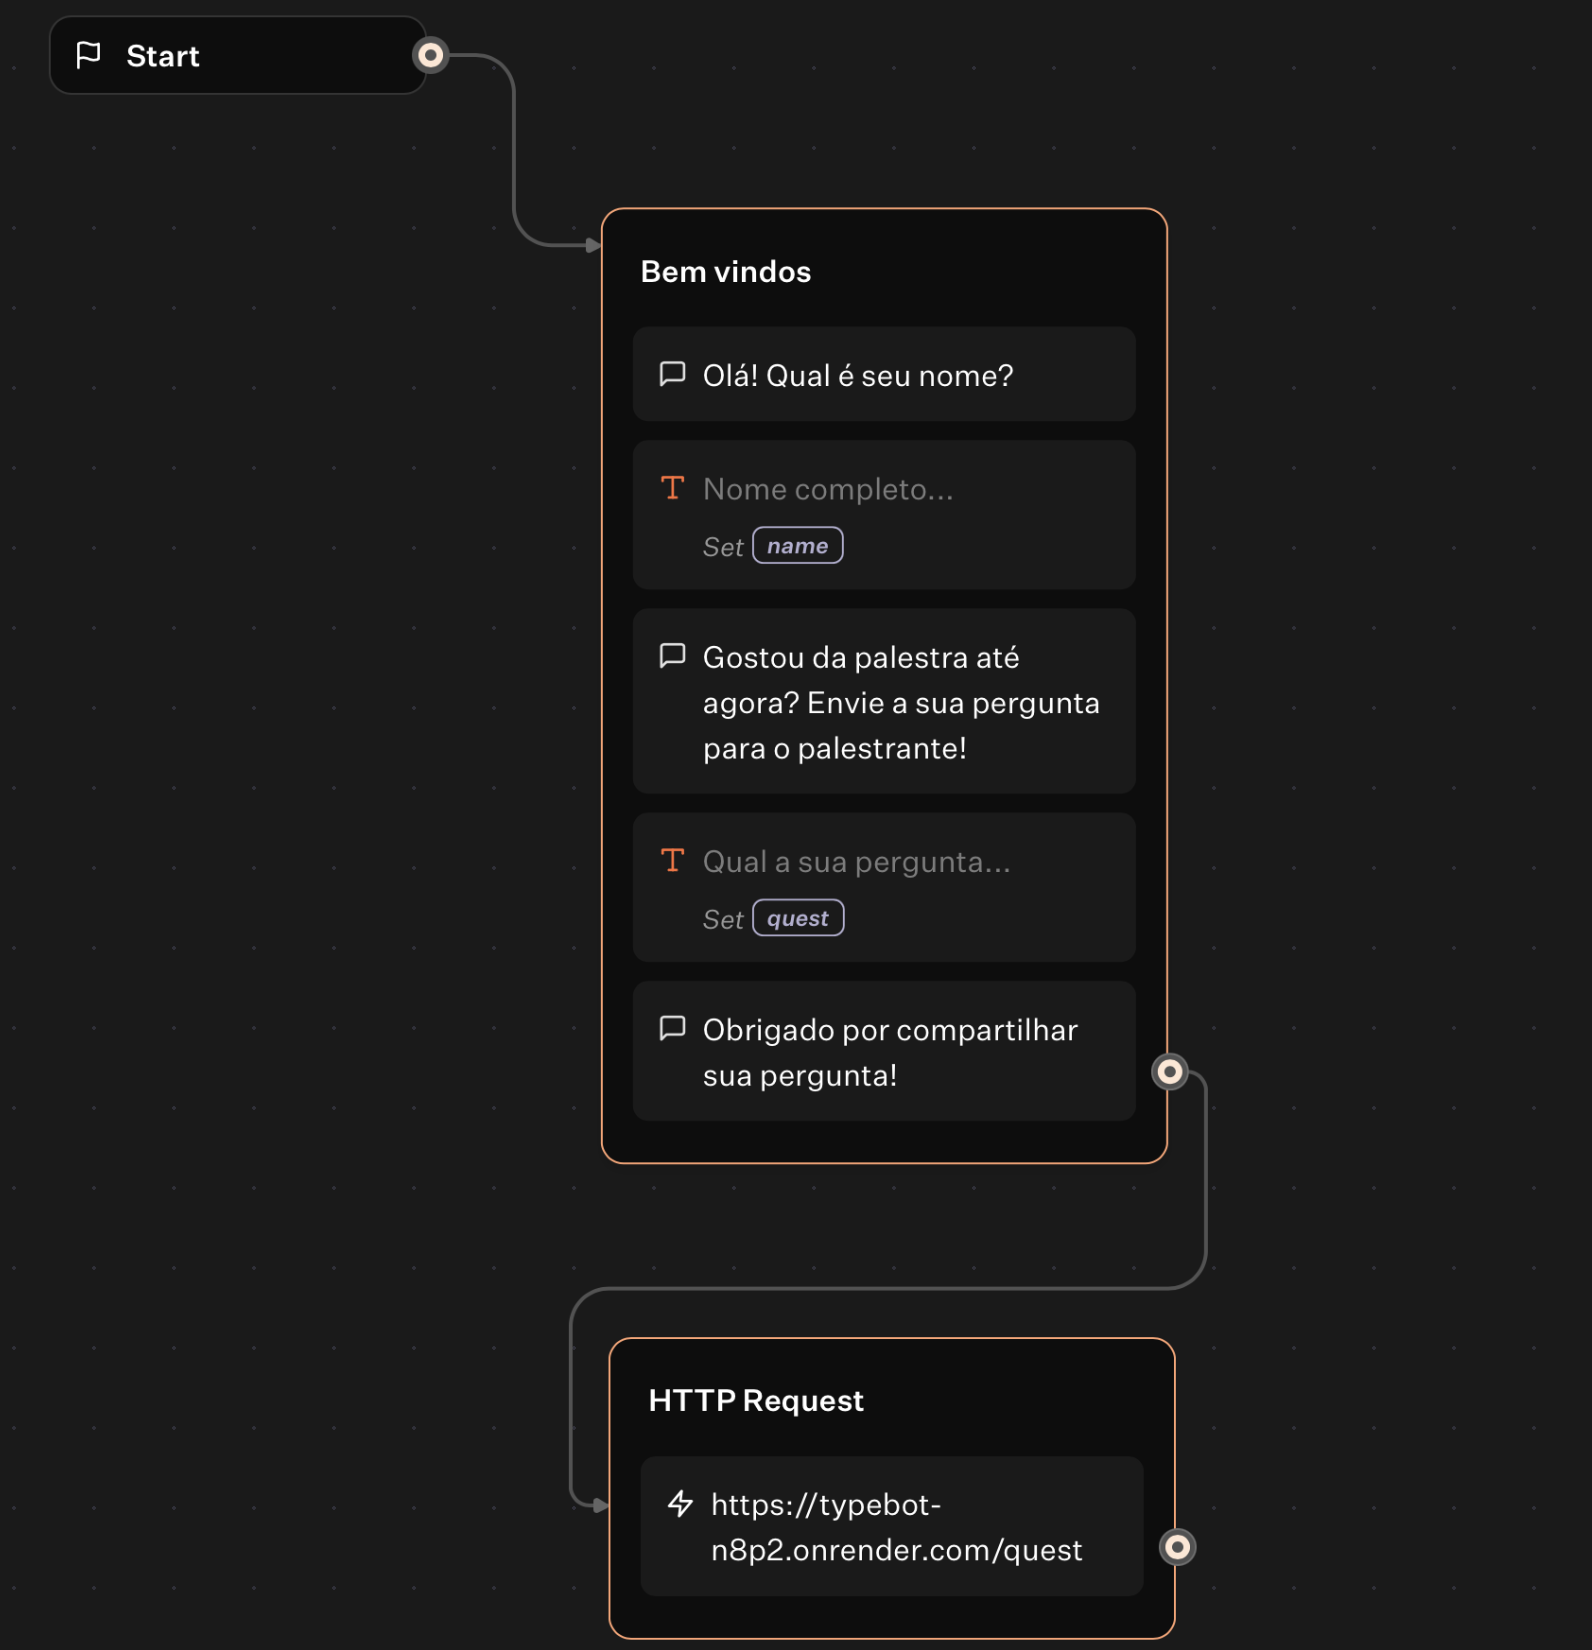 Start
Bem vindos
Olá! Qual é seu nome?
Nome completo...
Set name
Gostou da palestra até
agora? Envie a sua pergunta
para o palestrante!
Qual a sua pergunta...
Set quest
Obrigado por compartilhar
sua pergunta!
HTTP Request
https://typebot-
n8p2.onrender.com/quest